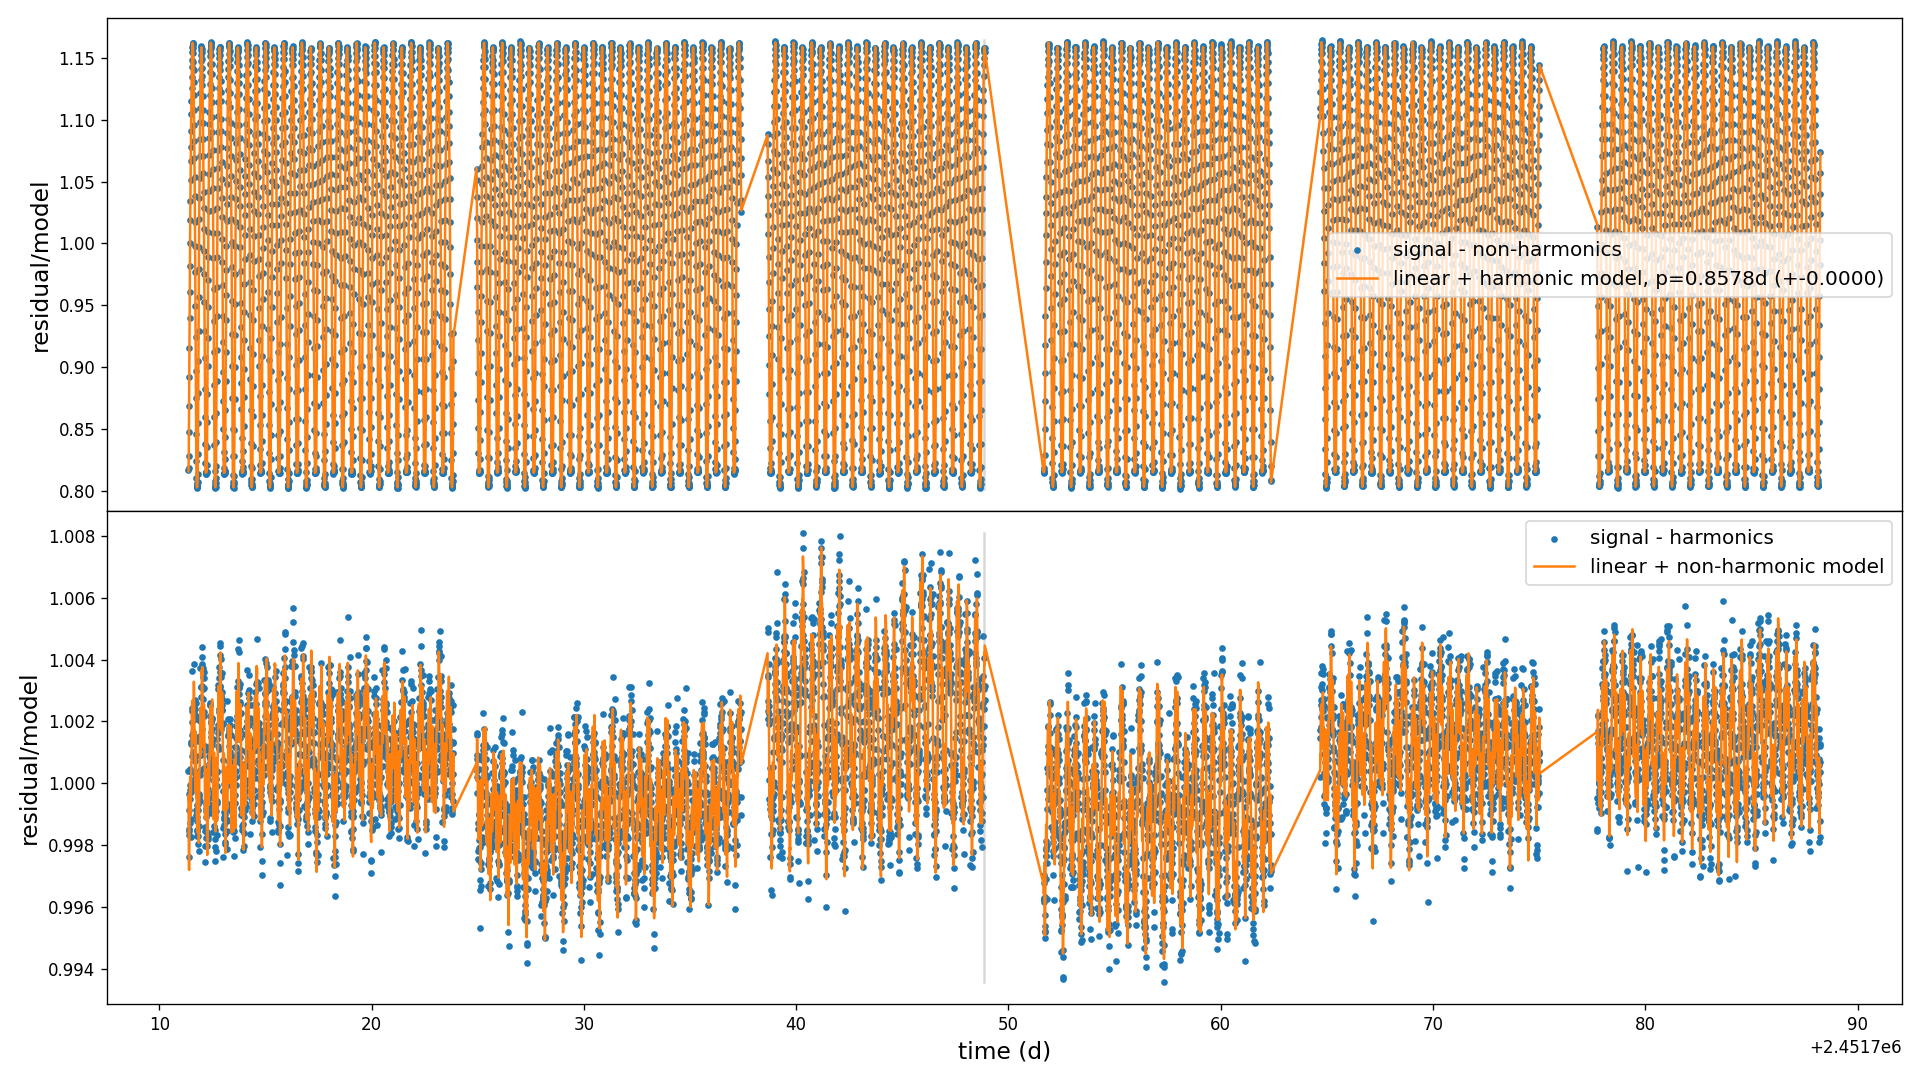 1.15
1.10
1.05
1.00
0.95
0.90
0.85
0.80
residual/model
signal - non-harmonics
linear + harmonic model, p=0.8578d (+-0.0000)
1.008
1.006
1.004
1.002
1.000
0.998
0.996
0.994
residual/model
signal - harmonics
linear + non-harmonic model
10 20 30 40 50 60 70 80 90
time (d)
+2.4517e6